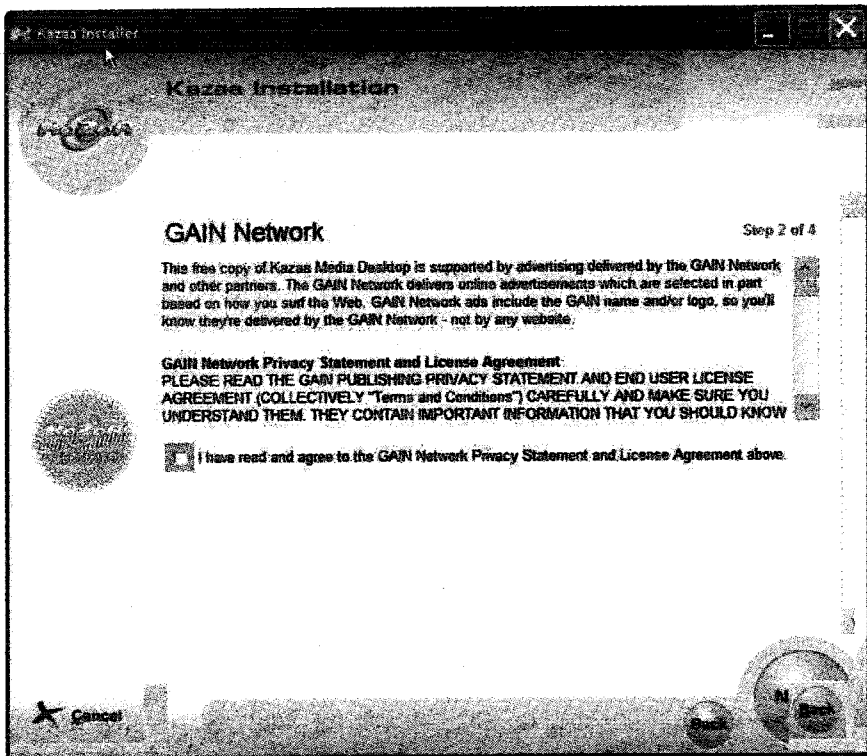 Kazaa Installer
Kazaa Installation
GAIN Network
Step 2 of 4
This free copy of Kazaa Media Desktop is supported by advertising delivered by the GAIN Network
and other partners. The GAIN Network delivers online advertisements which are selected in part
based on how you surf the Web. GAIN Network ads include the GAIN name and/or logo, so you'll
know they're delivered by the GAIN Network - not by any website.
GAIN Network Privacy Statement and License Agreement
PLEASE READ THE GAIN PUBLISHING PRIVACY STATEMENT AND END USER LICENSE
AGREEMENT (COLLECTIVELY "Terms and Conditions") CAREFULLY AND MAKE SURE YOU
UNDERSTAND THEM. THEY CONTAIN IMPORTANT INFORMATION THAT YOU SHOULD KNOW
I have read and agree to the GAIN Network Privacy Statement and License Agreement above.
Cancel
Back
N
Back